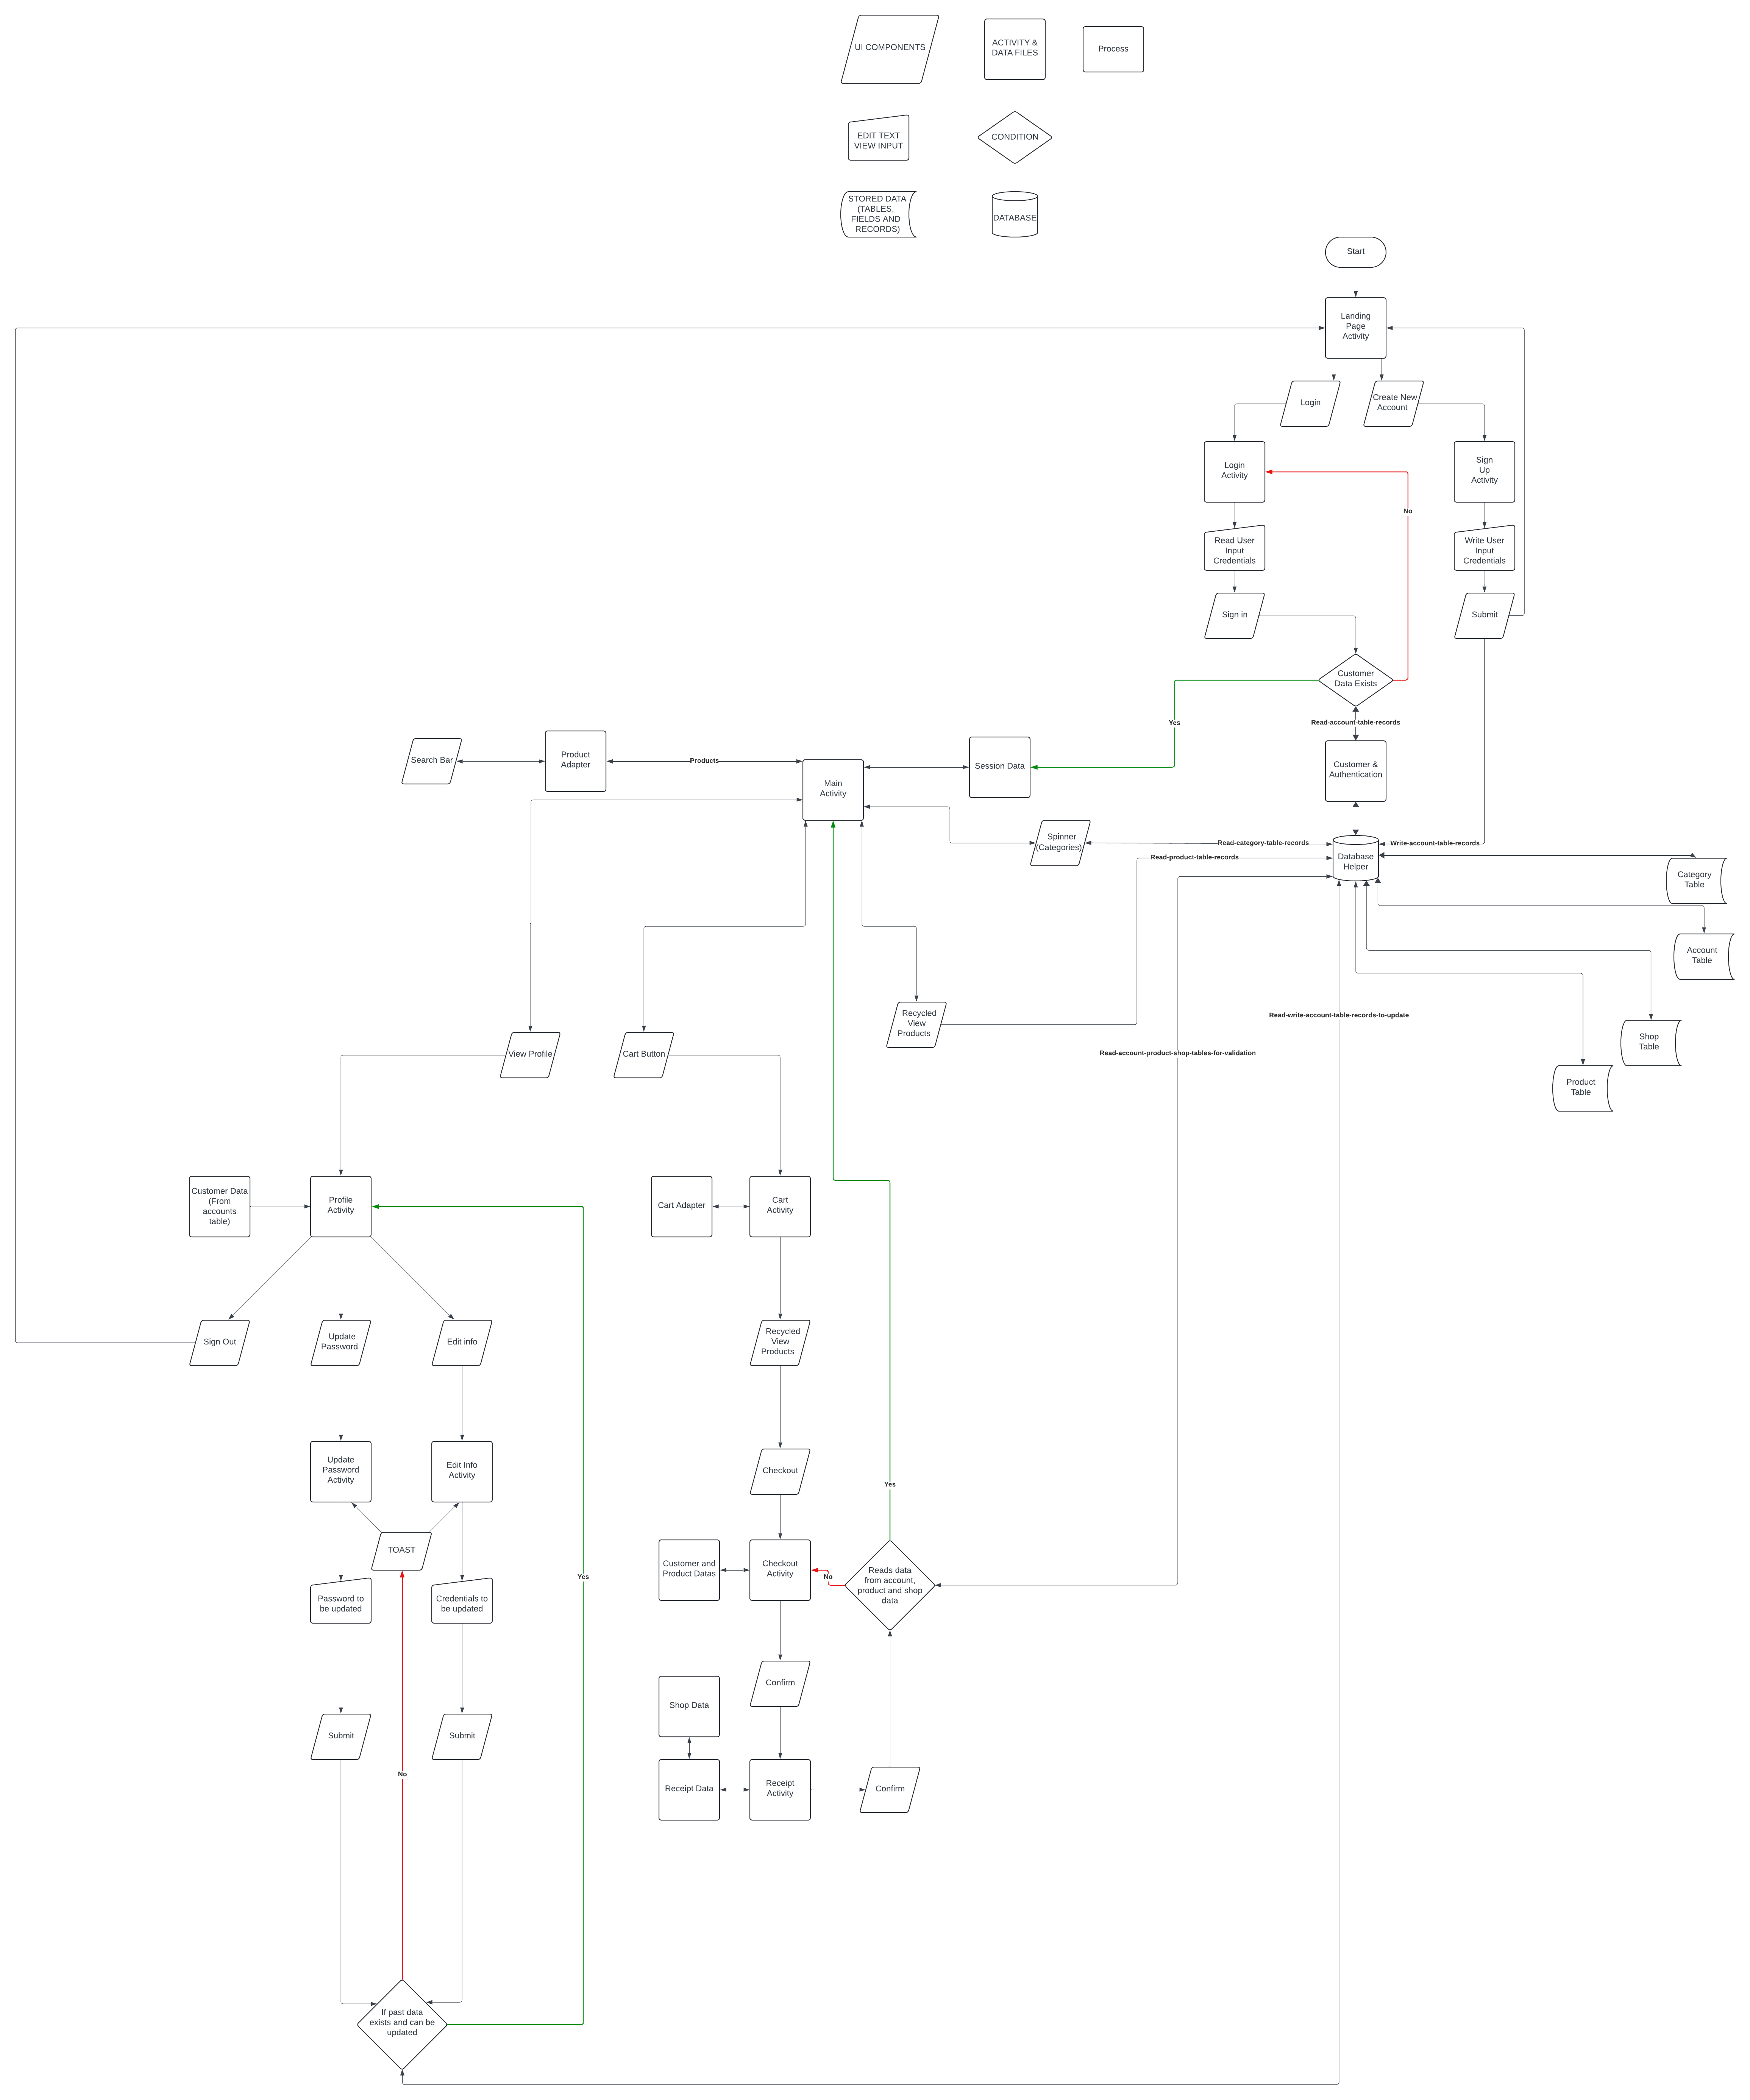 UI COMPONENTS
ACTIVITY &
DATA FILES
Process
EDIT TEXT
VIEW INPUT
CONDITION
STORED DATA
(TABLES,
FIELDS AND
RECORDS)
DATABASE
Start
Landing
Page
Activity
Login
Create New
Account
Login
Activity
Sign
Up
Activity
No
Read User
Input
Credentials
Write User
Input
Credentials
Sign in
Submit
Customer
Data Exists
Yes
Read-account-table-records
Search Bar
Product
Adapter
Products
Main
Activity
Session Data
Customer &
Authentication
Spinner
(Categories)
Read-category-table-records
Write-account-table-records
Read-product-table-records
Database
Helper
Category
Table
Account
Table
Recycled
View
Products
Read-write-account-table-records-to-update
Shop
Table
View Profile
Cart Button
Read-account-product-shop-tables-for-validation
Product
Table
Customer Data
(From
accounts
table)
Profile
Activity
Cart Adapter
Cart
Activity
Sign Out
Update
Password
Edit info
Recycled
View
Products
Update
Password
Activity
Edit Info
Activity
Checkout
Yes
TOAST
Customer and
Product Datas
Checkout
Activity
No
Reads data
from account,
product and shop
data
Yes
Password to
be updated
Credentials to
be updated
Confirm
Shop Data
Submit
Submit
No
Receipt Data
Receipt
Activity
Confirm
If past data
exists and can be
updated